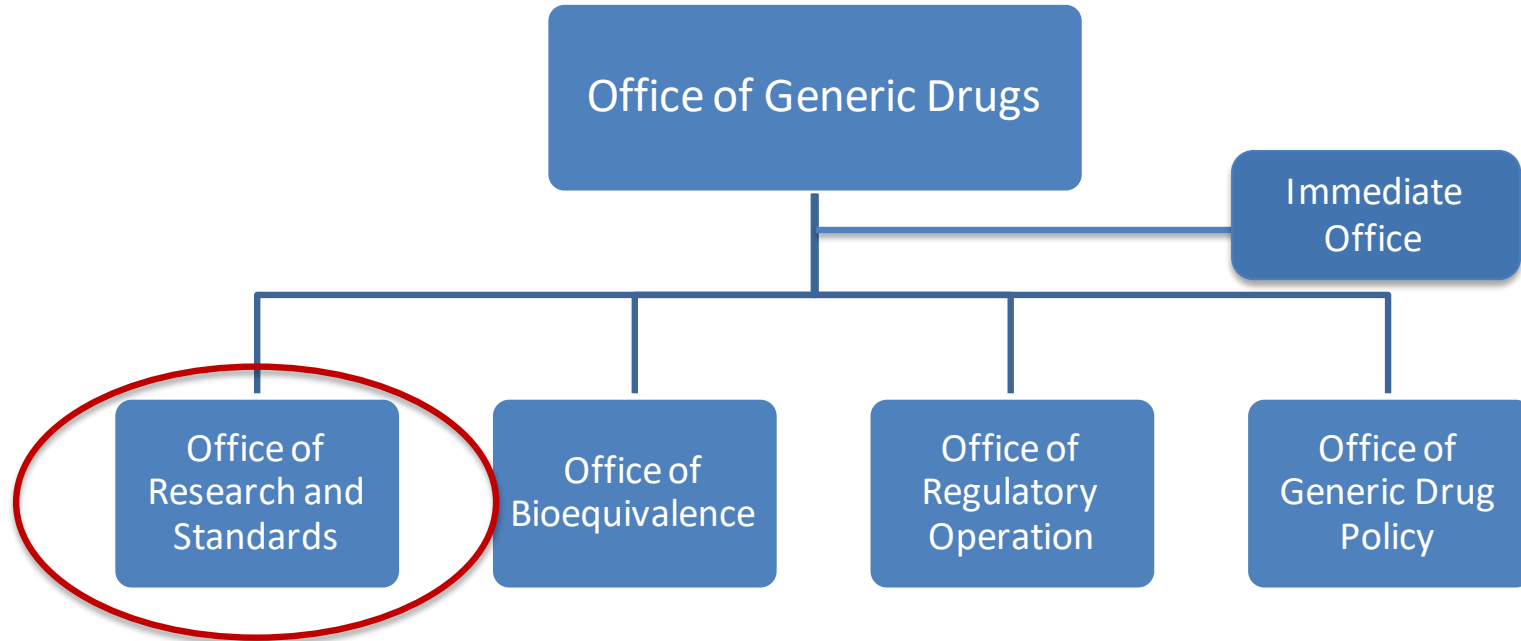 Office of Generic Drugs
Immediate
Office
Office of
Research and
Standards
Office of
Bioequivalence
Office of
Regulatory
Operation
Office of
Generic Drug
Policy